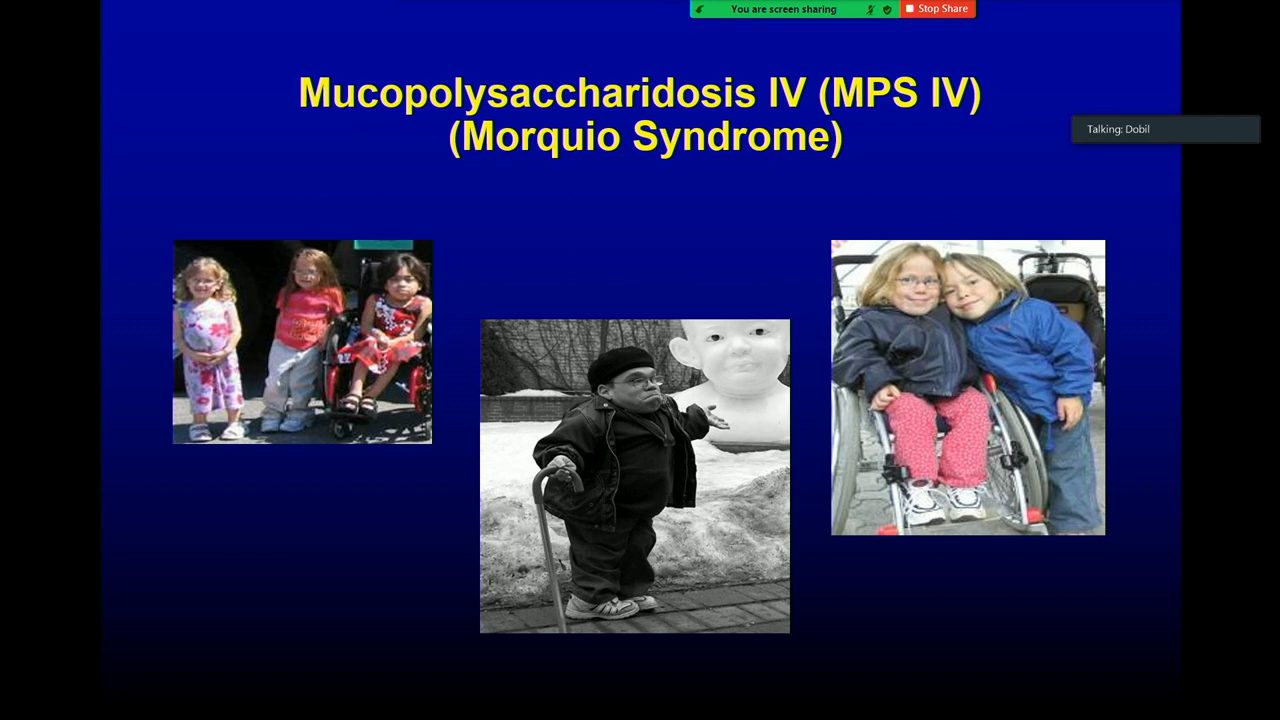 You are screen sharing
Stop Share
Mucopolysaccharidosis IV (MPS IV)
(Morquio Syndrome)
Talking: Dobil